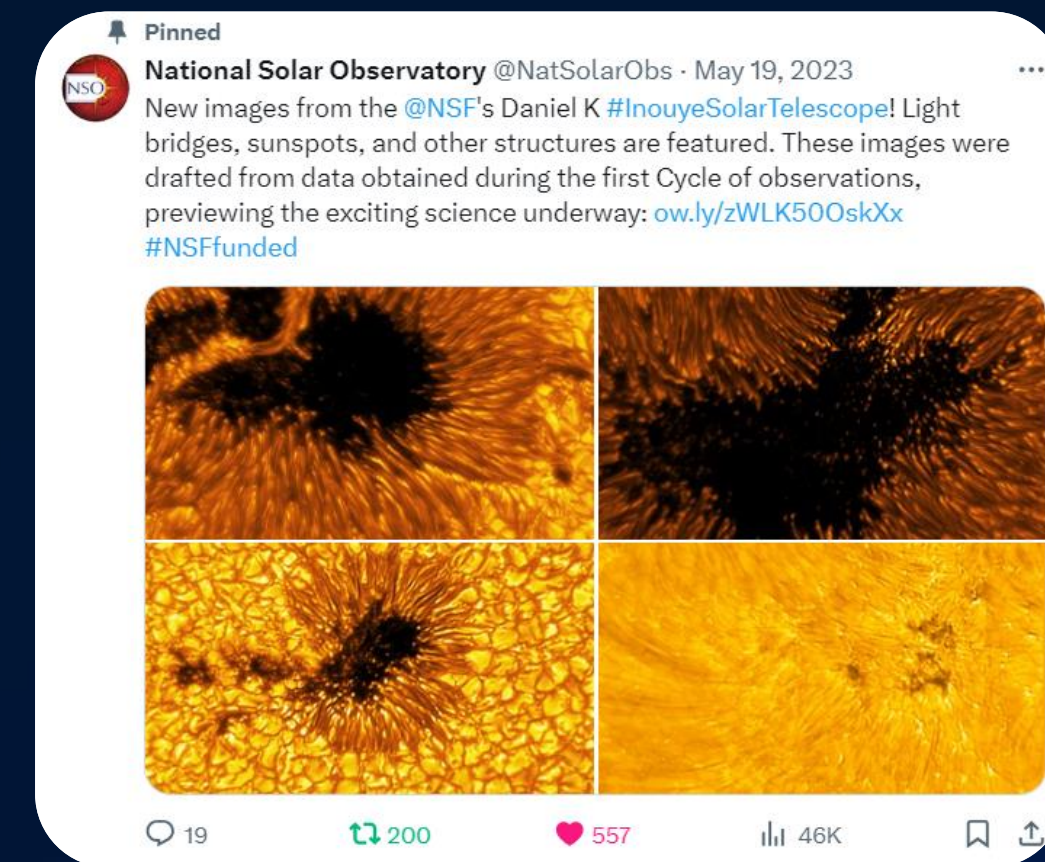 Pinned
NSO
National Solar Observatory @NatSolarObs · May 19, 2023
New images from the @NSF's Daniel K #InouyeSolarTelescope! Light
bridges, sunspots, and other structures are featured. These images were
drafted from data obtained during the first Cycle of observations,
previewing the exciting science underway: ow.ly/zWLK50OskXx
#NSFfunded
19 200 557 46K